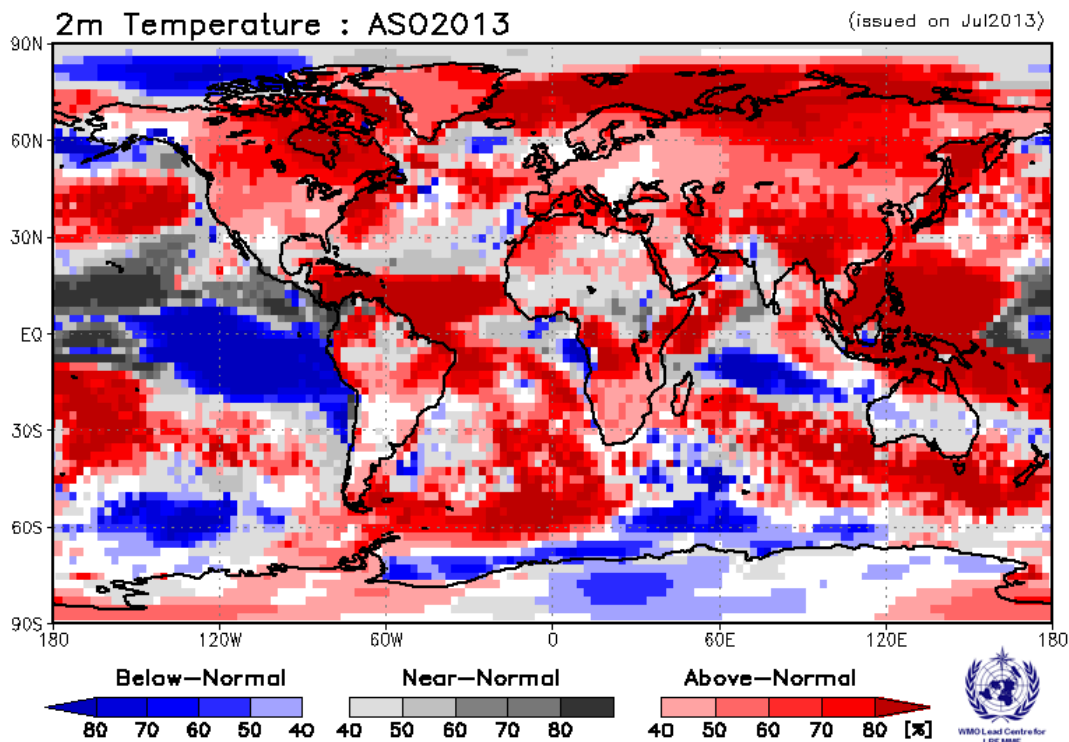 2m Temperature : ASO2013
(issued on Jul2013)
90N
60N
30N
EQ
30S
60S
90S
180 120W 60W 0 60E 120E 180
Below-Normal Near-Normal Above-Normal
80 70 60 50 40 40 50 60 70 80 40 50 60 70 80 [%]
WMO Lead Centre for
LRFMME